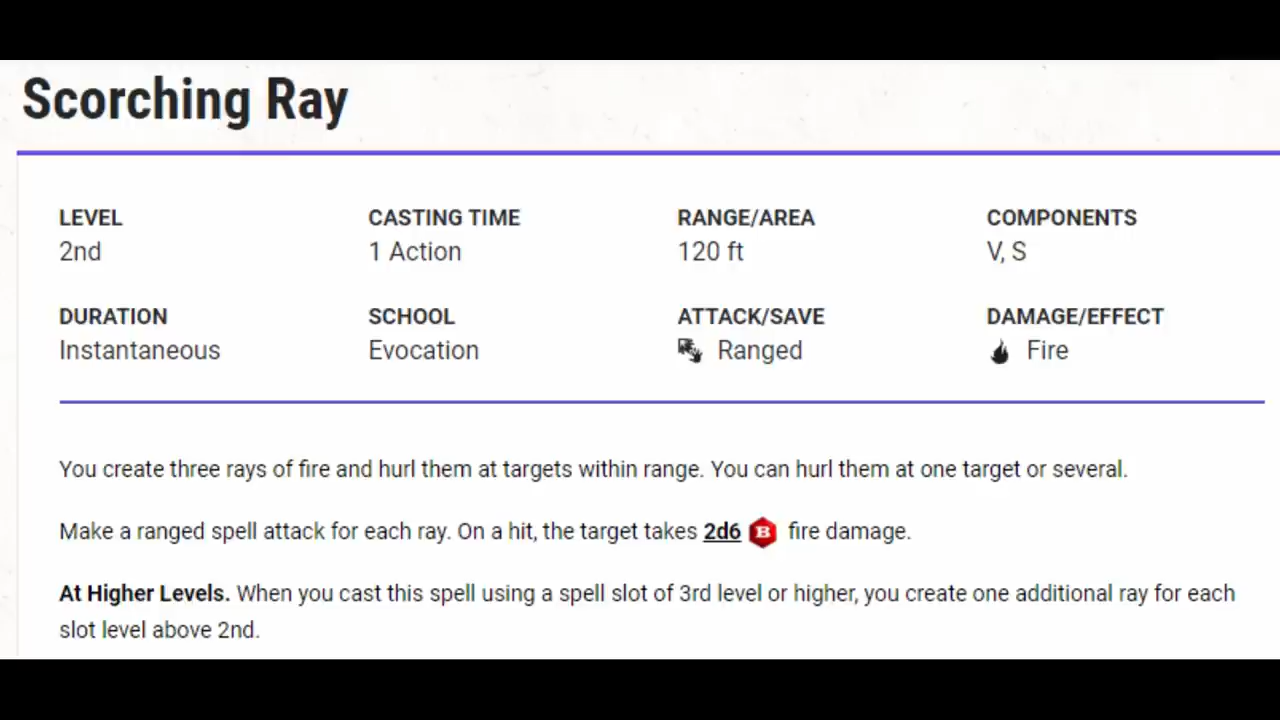 Scorching Ray
LEVEL CASTING TIME RANGE/AREA COMPONENTS
2nd 1 Action 120 ft V, S
DURATION SCHOOL ATTACK/SAVE DAMAGE/EFFECT
Instantaneous Evocation Ranged Fire
You create three rays of fire and hurl them at targets within range. You can hurl them at one target or several.
Make a ranged spell attack for each ray. On a hit, the target takes 2d6 B fire damage.
At Higher Levels. When you cast this spell using a spell slot of 3rd level or higher, you create one additional ray for each
slot level above 2nd.